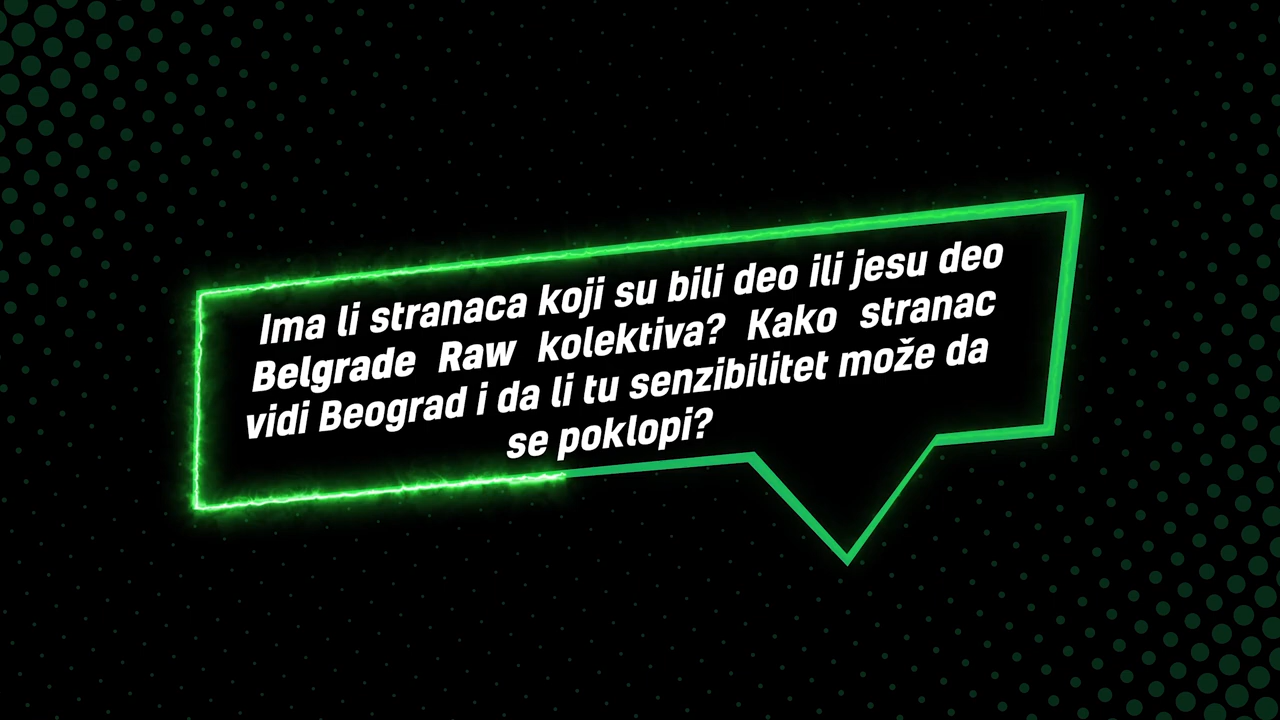 Ima li stranaca koji su bili deo ili jesu deo
Belgrade Raw kolektiva? Kako stranac
vidi Beograd i da li tu senzibilitet može da
se poklopi?